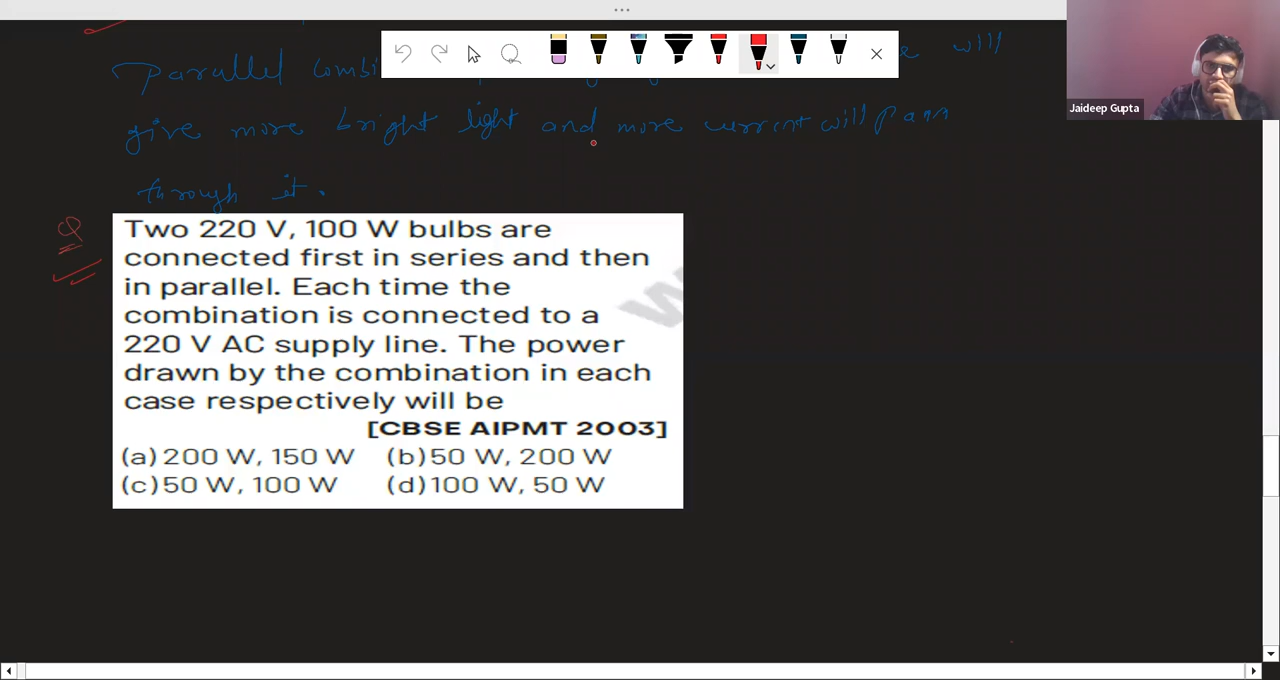 Jaideep Gupta
Parallel combi will
give more bright light and more current will pass
through it.
Q
Two 220 V, 100 W bulbs are
connected first in series and then
in parallel. Each time the
combination is connected to a
220 V AC supply line. The power
drawn by the combination in each
case respectively will be
[CBSE AIPMT 2003]
(a) 200 W, 150 W (b) 50 W, 200 W
(c) 50 W, 100 W (d) 100 W, 50 W